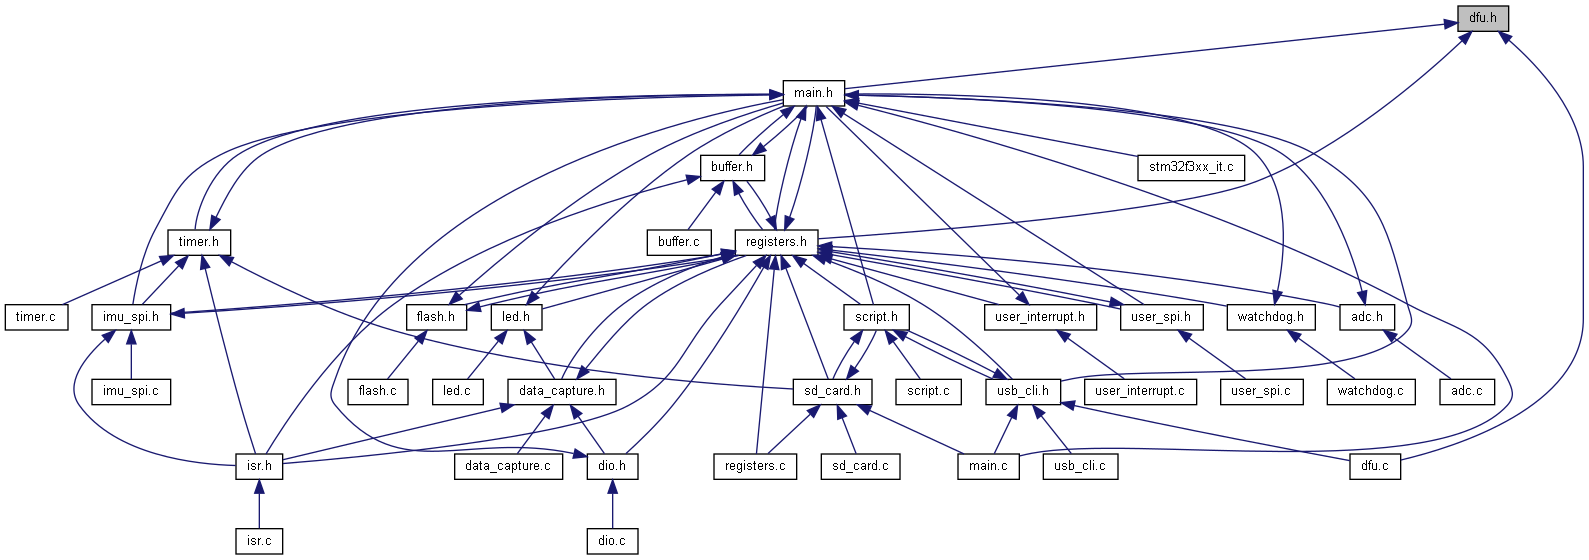 dfu.h
main.h
buffer.h
stm32f3xx_it.c
timer.h
buffer.c
registers.h
timer.c
imu_spi.h
flash.h
led.h
script.h
user_interrupt.h
user_spi.h
watchdog.h
adc.h
imu_spi.c
flash.c
led.c
data_capture.h
sd_card.h
script.c
usb_cli.h
user_interrupt.c
user_spi.c
watchdog.c
adc.c
isr.h
data_capture.c
dio.h
registers.c
sd_card.c
main.c
usb_cli.c
dfu.c
isr.c
dio.c